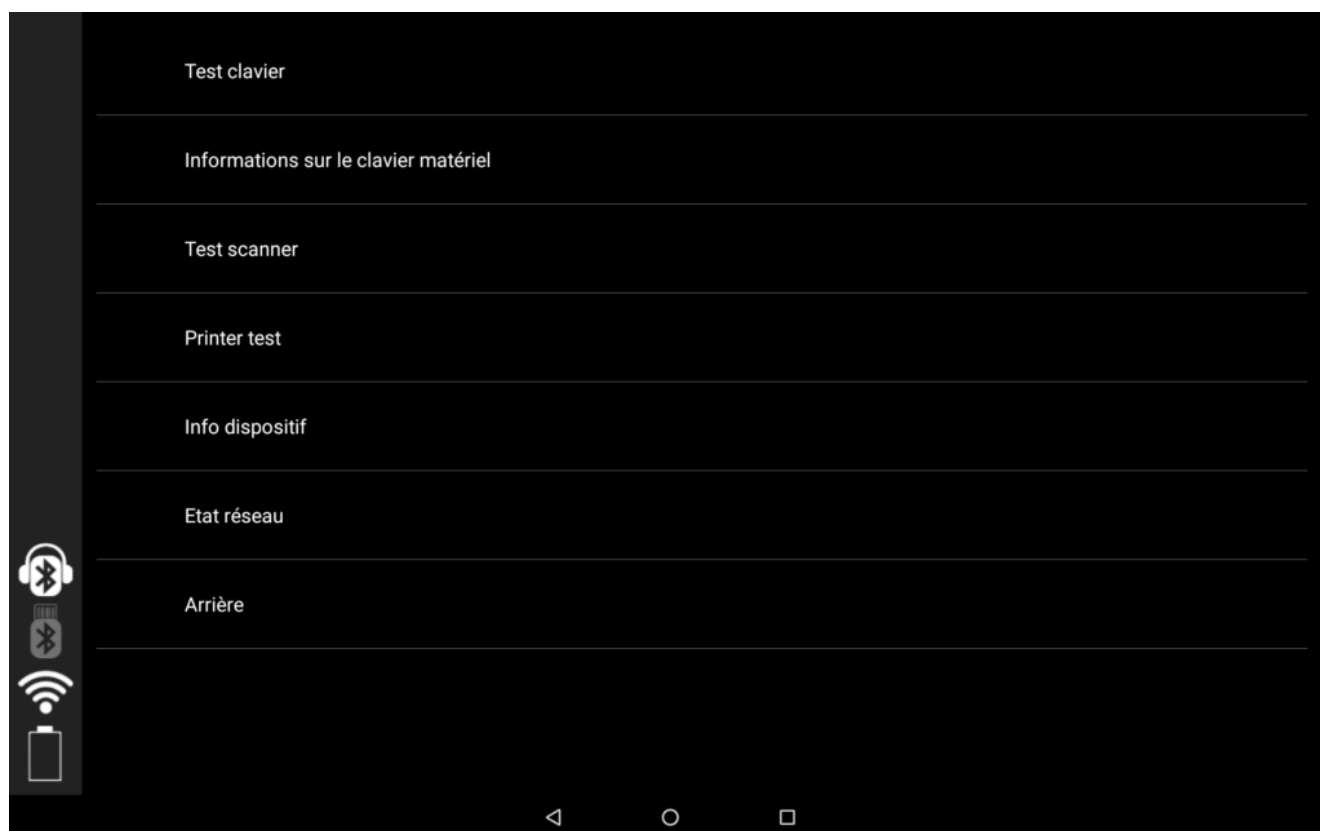 Test clavier
Informations sur le clavier matériel
Test scanner
Printer test
Info dispositif
Etat réseau
Arrière